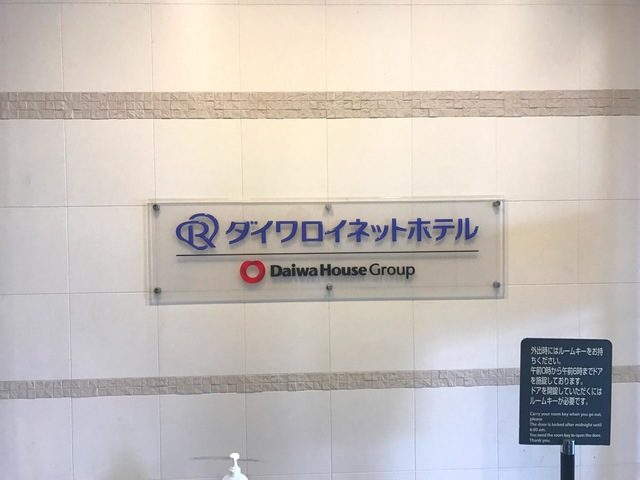 R ダイワロイネットホテル
Daiwa House Group
外出時にはルームキーをお持
ちください。
午前0時から午前6時までドア
を施錠しております。
ドアを開錠していただくには
ルームキーが必要です。
Carry your room key when you go out,
please
The door is locked after midnight until
6:00 am.
You need the room key to open the door.
Thank you.